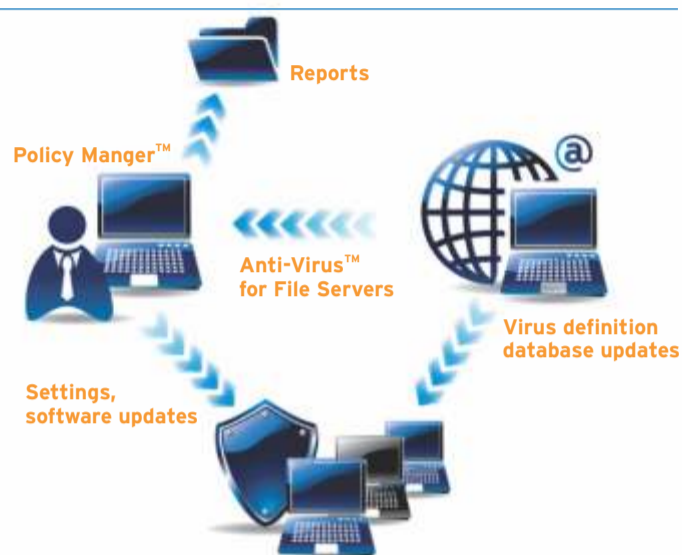 Reports
Policy Manger™
@
Anti-Virus™
for File Servers
Virus definition
database updates
Settings,
software updates